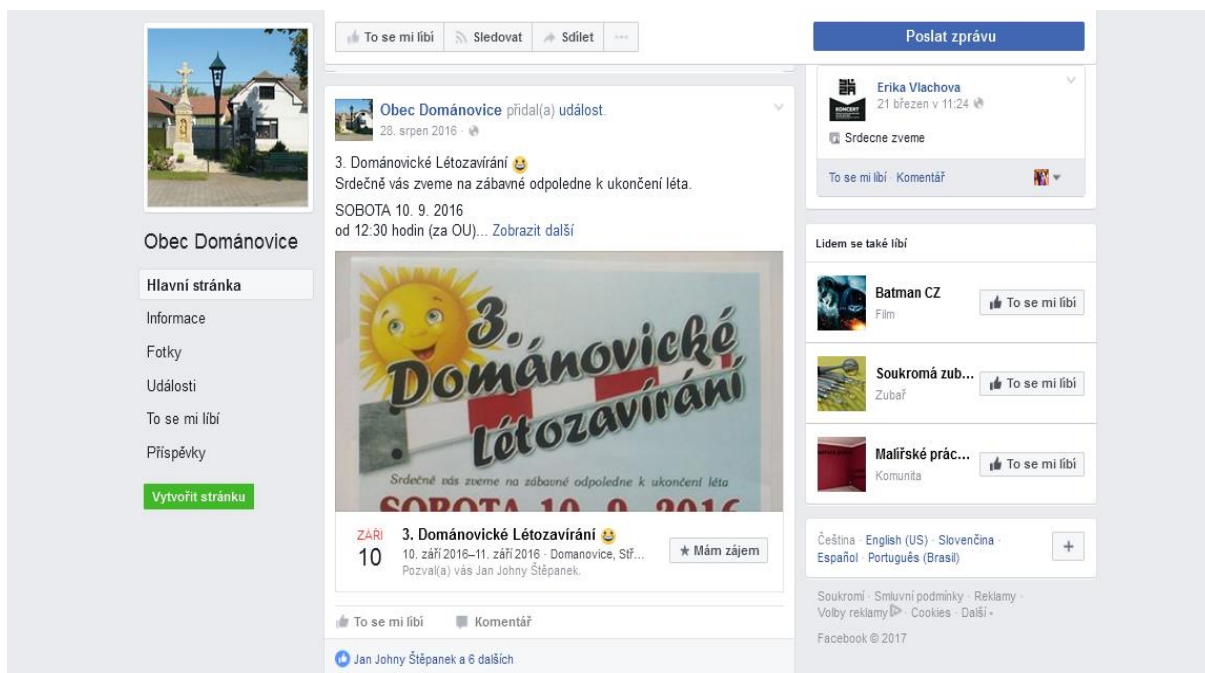 To se mi líbí Sledovat Sdílet ...
Poslat zprávu
Obec Dománovice
Hlavní stránka
Informace
Fotky
Události
To se mi líbí
Příspěvky
Vytvořit stránku
Obec Dománovice přidal(a) událost.
28. srpen 2016 ·
3. Dománovické Létozavírání 😀
Srdečně vás zveme na zábavné odpoledne k ukončení léta.
SOBOTA 10. 9. 2016
od 12:30 hodin (za OU)... Zobrazit další
3.
Dománovické
Létozavírání
Srdečně vás zveme na zábavné odpoledne k ukončení léta
SOBOTA 10. 9. 2016
ZÁŘÍ
10
3. Dománovické Létozavírání 😀
10. září 2016–11. září 2016 · Domanovice, Stř...
Pozval(a) vás Jan Johny Štěpanek.
★ Mám zájem
To se mi líbí Komentář
Jan Johny Štěpanek a 6 dalších
KONCERT
Erika Vlachova
21 březen v 11:24
Srdecne zveme
To se mi líbí · Komentář
Lidem se také líbí
Batman CZ
Film
To se mi líbí
Soukromá zub...
Zubař
To se mi líbí
Malířské prác...
Komunita
To se mi líbí
Čeština · English (US) · Slovenčina ·
Español · Português (Brasil)
+
Soukromí · Smluvní podmínky · Reklamy ·
Volby reklamy · Cookies · Další
Facebook © 2017